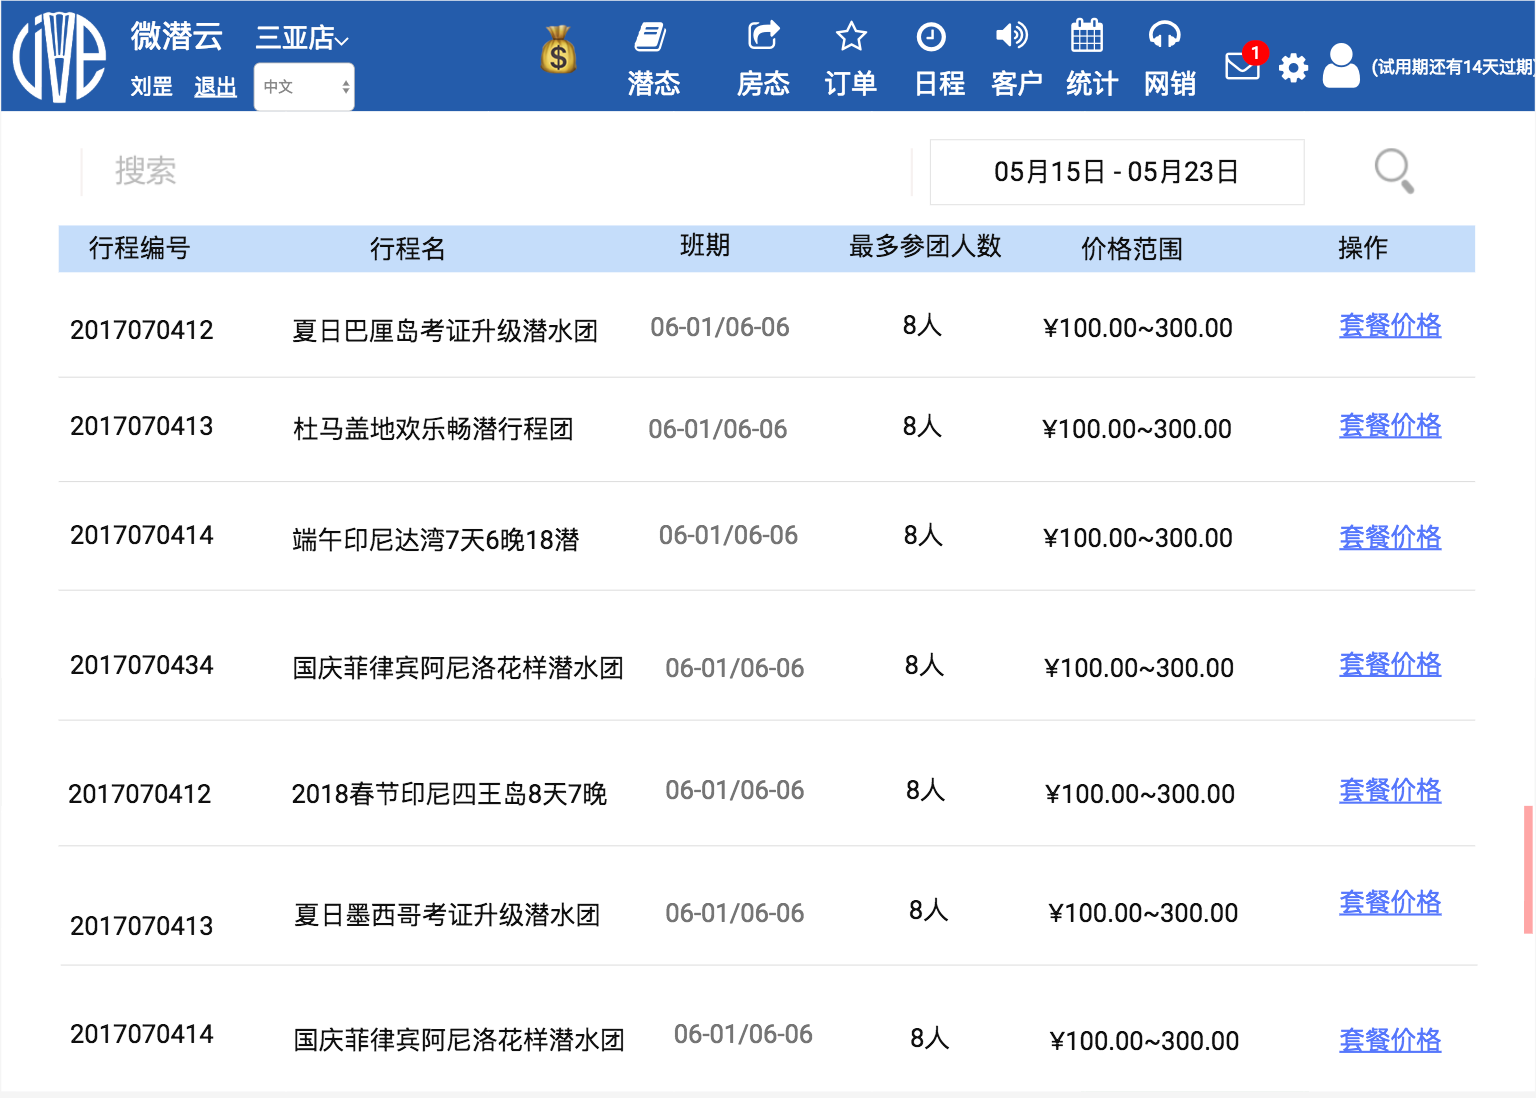 微潜云 三亚店
刘罡 退出 中文
潜态 房态 订单 日程 客户 统计 网销 1 (试用期还有14天过期
搜索 05月15日 - 05月23日
行程编号 行程名 班期 最多参团人数 价格范围 操作
2017070412 夏日巴厘岛考证升级潜水团 06-01/06-06 8人 ¥100.00~300.00 套餐价格
2017070413 杜马盖地欢乐畅潜行程团 06-01/06-06 8人 ¥100.00~300.00 套餐价格
2017070414 端午印尼达湾7天6晚18潜 06-01/06-06 8人 ¥100.00~300.00 套餐价格
2017070434 国庆菲律宾阿尼洛花样潜水团 06-01/06-06 8人 ¥100.00~300.00 套餐价格
2017070412 2018春节印尼四王岛8天7晚 06-01/06-06 8人 ¥100.00~300.00 套餐价格
2017070413 夏日墨西哥考证升级潜水团 06-01/06-06 8人 ¥100.00~300.00 套餐价格
2017070414 国庆菲律宾阿尼洛花样潜水团 06-01/06-06 8人 ¥100.00~300.00 套餐价格